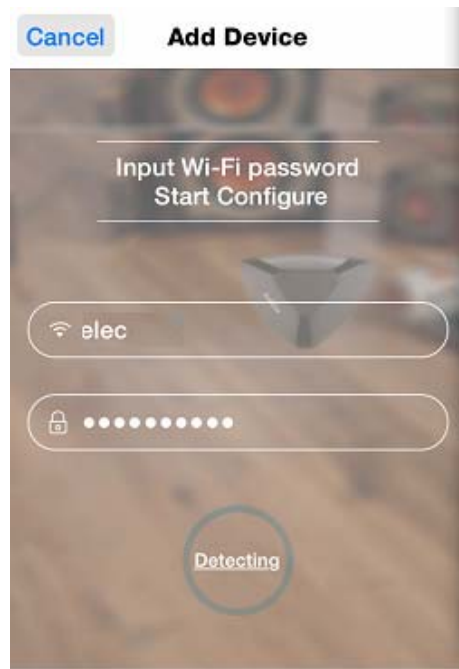 Cancel Add Device
Input Wi-Fi password
Start Configure
elec
●●●●●●●●●●
Detecting